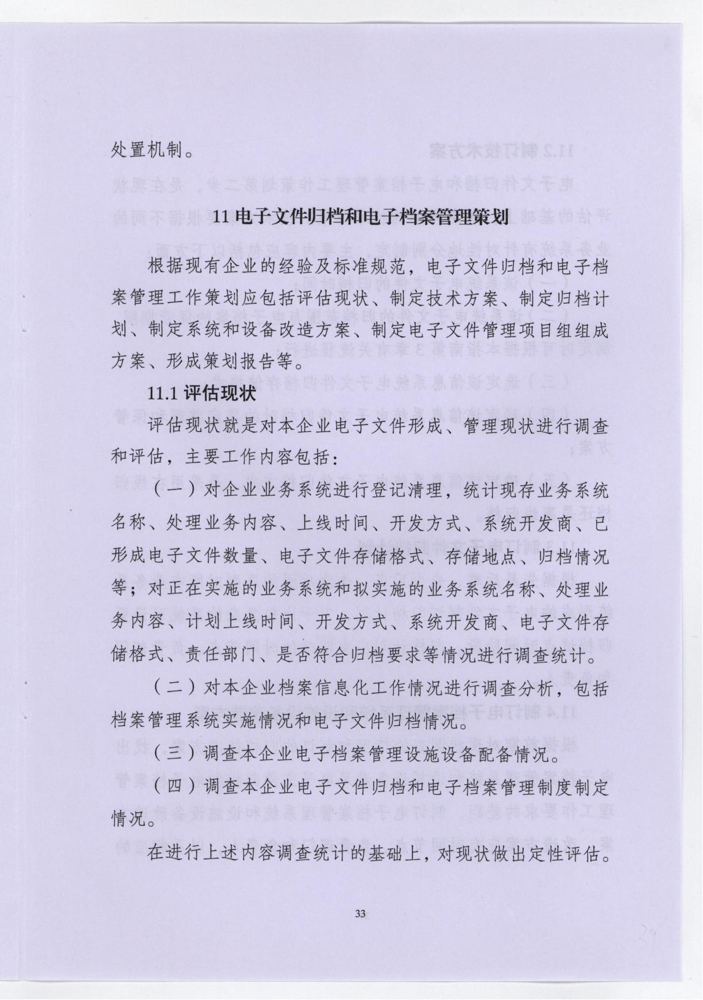 处置机制。
11 电子文件归档和电子档案管理策划
根据现有企业的经验及标准规范，电子文件归档和电子档
案管理工作策划应包括评估现状、制定技术方案、制定归档计
划、制定系统和设备改造方案、制定电子文件管理项目组组成
方案、形成策划报告等。
11.1 评估现状
评估现状就是对本企业电子文件形成、管理现状进行调查
和评估，主要工作内容包括：
（一）对企业业务系统进行登记清理，统计现存业务系统
名称、处理业务内容、上线时间、开发方式、系统开发商、已
形成电子文件数量、电子文件存储格式、存储地点、归档情况
等；对正在实施的业务系统和拟实施的业务系统名称、处理业
务内容、计划上线时间、开发方式、系统开发商、电子文件存
储格式、责任部门、是否符合归档要求等情况进行调查统计。
（二）对本企业档案信息化工作情况进行调查分析，包括
档案管理系统实施情况和电子文件归档情况。
（三）调查本企业电子档案管理设施设备配备情况。
（四）调查本企业电子文件归档和电子档案管理制度制定
情况。
在进行上述内容调查统计的基础上，对现状做出定性评估。
33
39